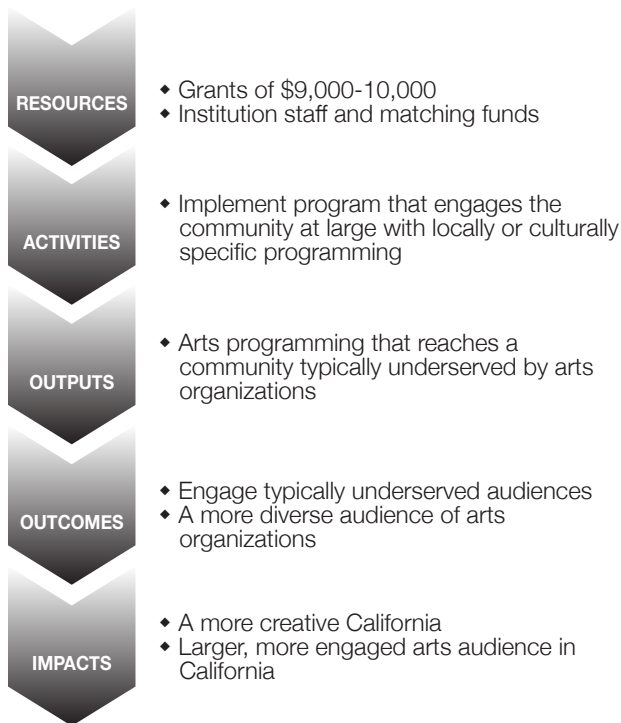 RESOURCES
◆ Grants of $9,000-10,000
◆ Institution staff and matching funds
ACTIVITIES
◆ Implement program that engages the
community at large with locally or culturally
specific programming
OUTPUTS
◆ Arts programming that reaches a
community typically underserved by arts
organizations
OUTCOMES
◆ Engage typically underserved audiences
◆ A more diverse audience of arts
organizations
IMPACTS
◆ A more creative California
◆ Larger, more engaged arts audience in
California